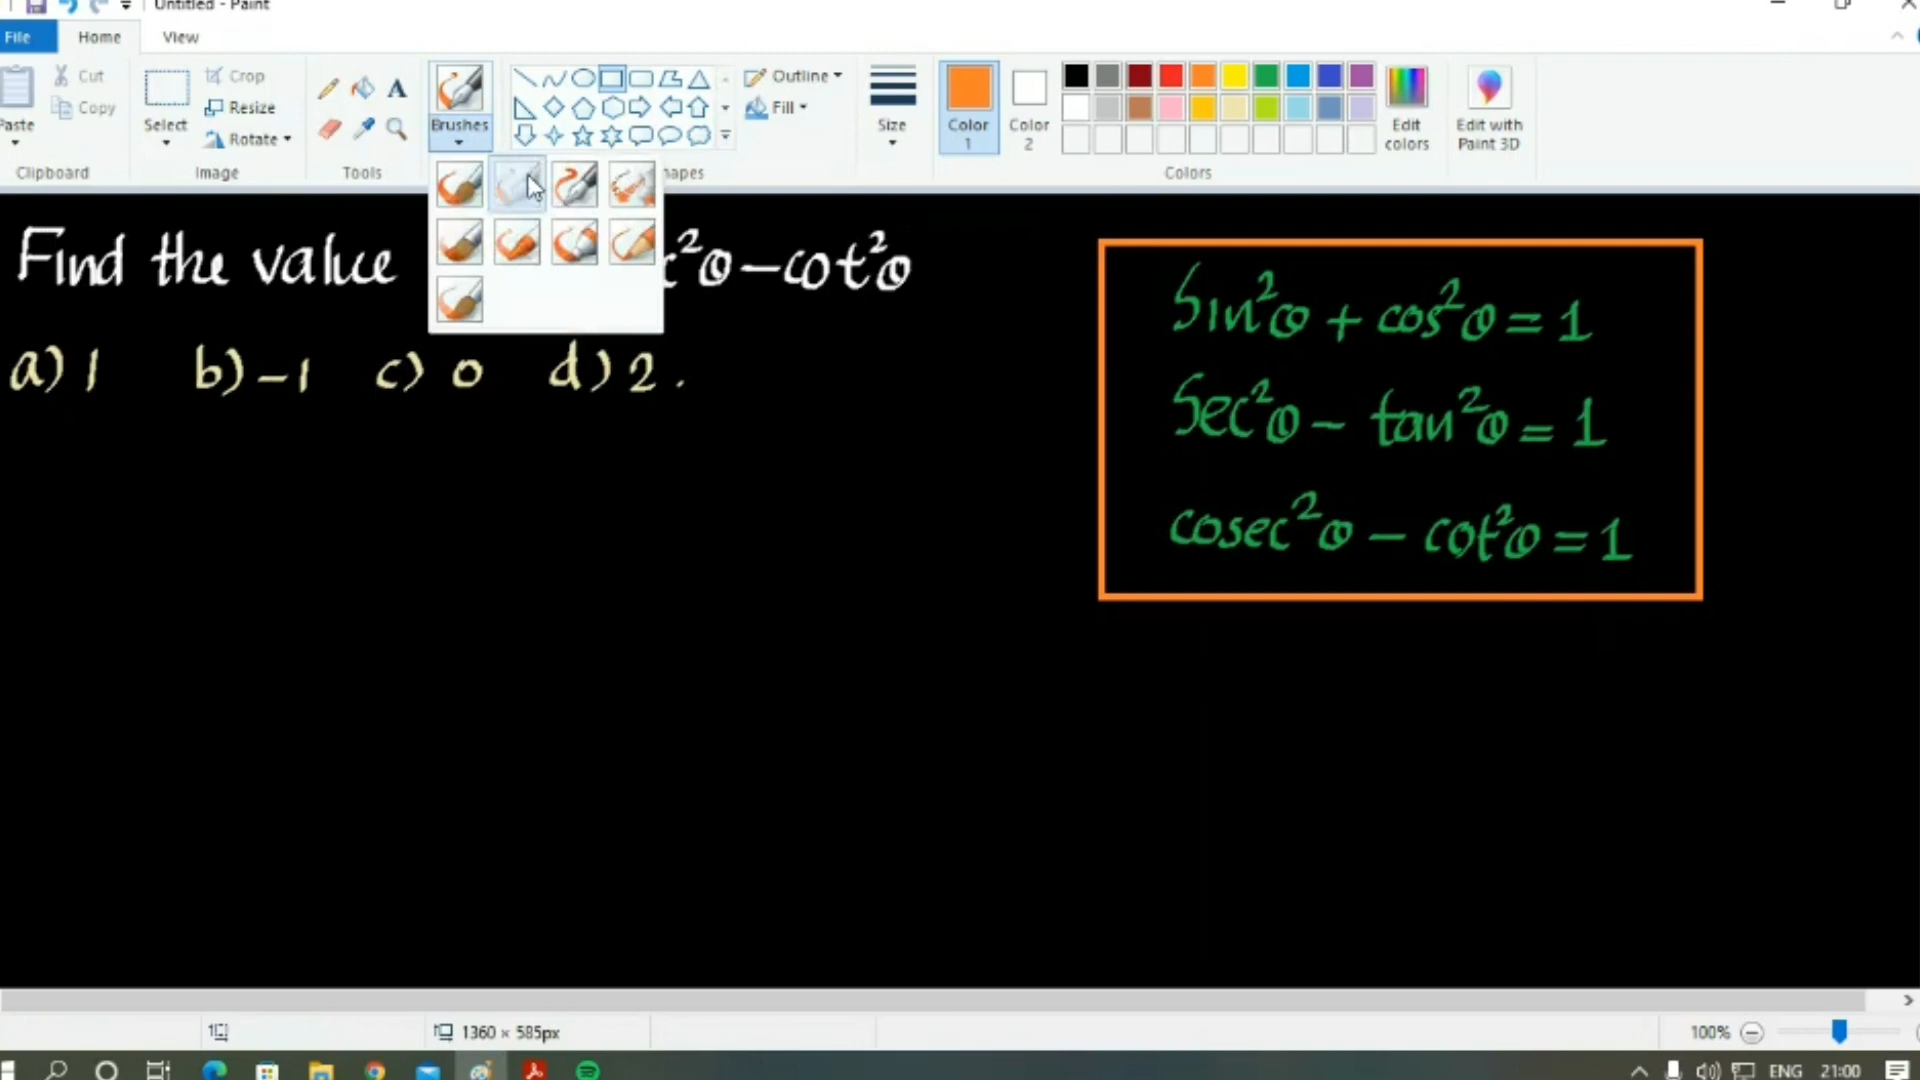 Untitled - Paint
File Home View
Cut
Copy
Paste
Clipboard
Select
Crop
Resize
Rotate
Image
Tools
Brushes
Outline
Fill
Size
Color 1
Color 2
Edit colors
Edit with Paint 3D
Colors
Find the value
²θ – cot²θ
a) 1 b) -1 c) 0 d) 2 .
Sin²θ + cos²θ = 1
Sec²θ – tan²θ = 1
cosec²θ – cot²θ = 1
1360 × 585px
100%
ENG 21:00